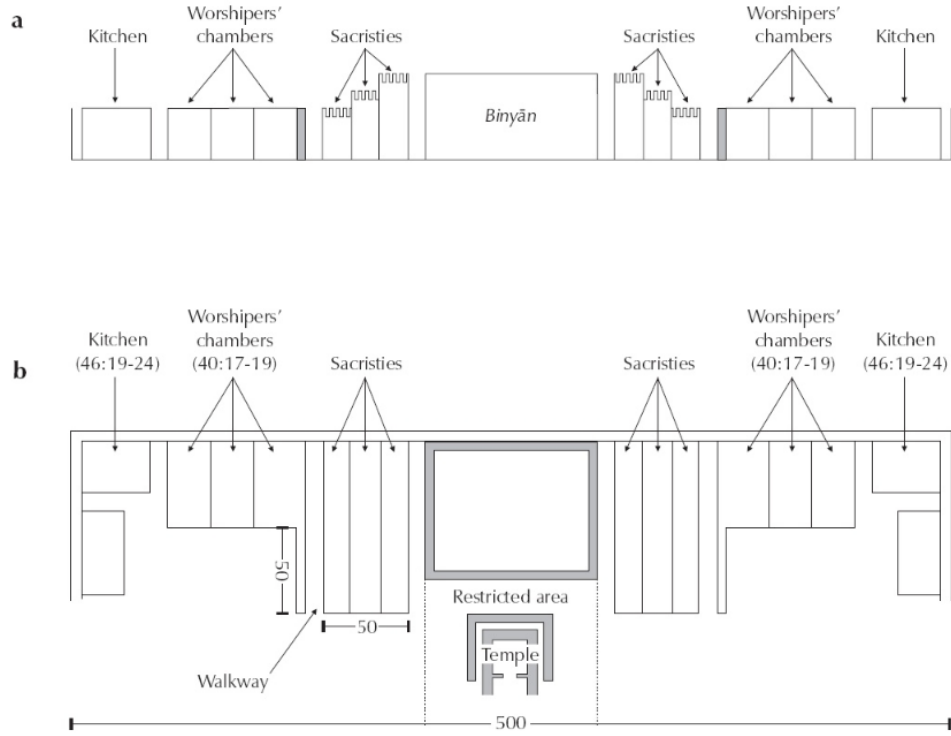 a
Kitchen
Worshipers'
chambers
Sacristies
Sacristies
Worshipers'
chambers
Kitchen
Binyān
b
Kitchen
(46:19-24)
Worshipers'
chambers
(40:17-19)
Sacristies
Sacristies
Worshipers'
chambers
(40:17-19)
Kitchen
(46:19-24)
50
50
Walkway
Restricted area
Temple
500